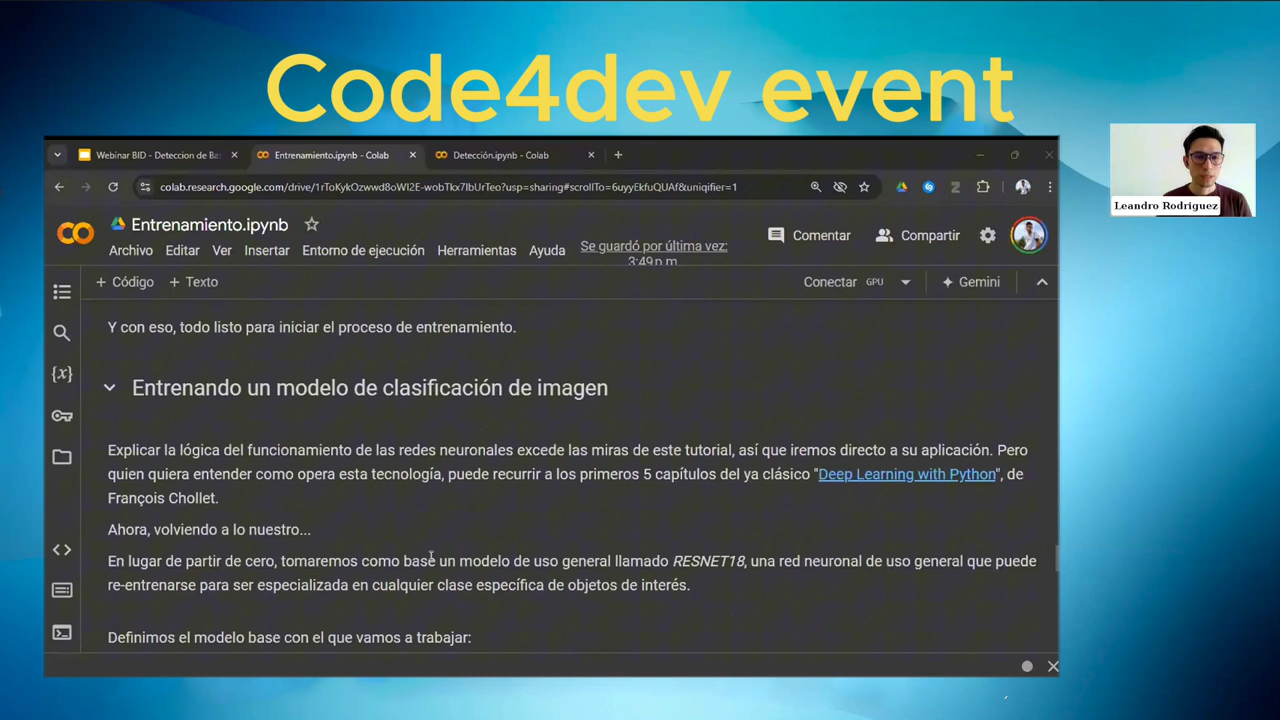 Code4dev event
Webinar BID - Deteccion de Ba
Entrenamiento.ipynb - Colab
Detección.ipynb - Colab
colab.research.google.com/drive/1rToKykOzwwd8oWI2E-wobTkx7lbUrTeo?usp=sharing#scrollTo=6uyyEkfuQUAf&uniqifier=1
Entrenamiento.ipynb
Archivo Editar Ver Insertar Entorno de ejecución Herramientas Ayuda
Se guardó por última vez:
3:49 p.m.
Comentar
Compartir
+ Código + Texto
Conectar GPU
Gemini
Y con eso, todo listo para iniciar el proceso de entrenamiento.
Entrenando un modelo de clasificación de imagen
Explicar la lógica del funcionamiento de las redes neuronales excede las miras de este tutorial, así que iremos directo a su aplicación. Pero
quien quiera entender como opera esta tecnología, puede recurrir a los primeros 5 capítulos del ya clásico "Deep Learning with Python", de
François Chollet.
Ahora, volviendo a lo nuestro...
En lugar de partir de cero, tomaremos como base un modelo de uso general llamado RESNET18, una red neuronal de uso general que puede
re-entrenarse para ser especializada en cualquier clase específica de objetos de interés.
Definimos el modelo base con el que vamos a trabajar:
Leandro Rodriguez